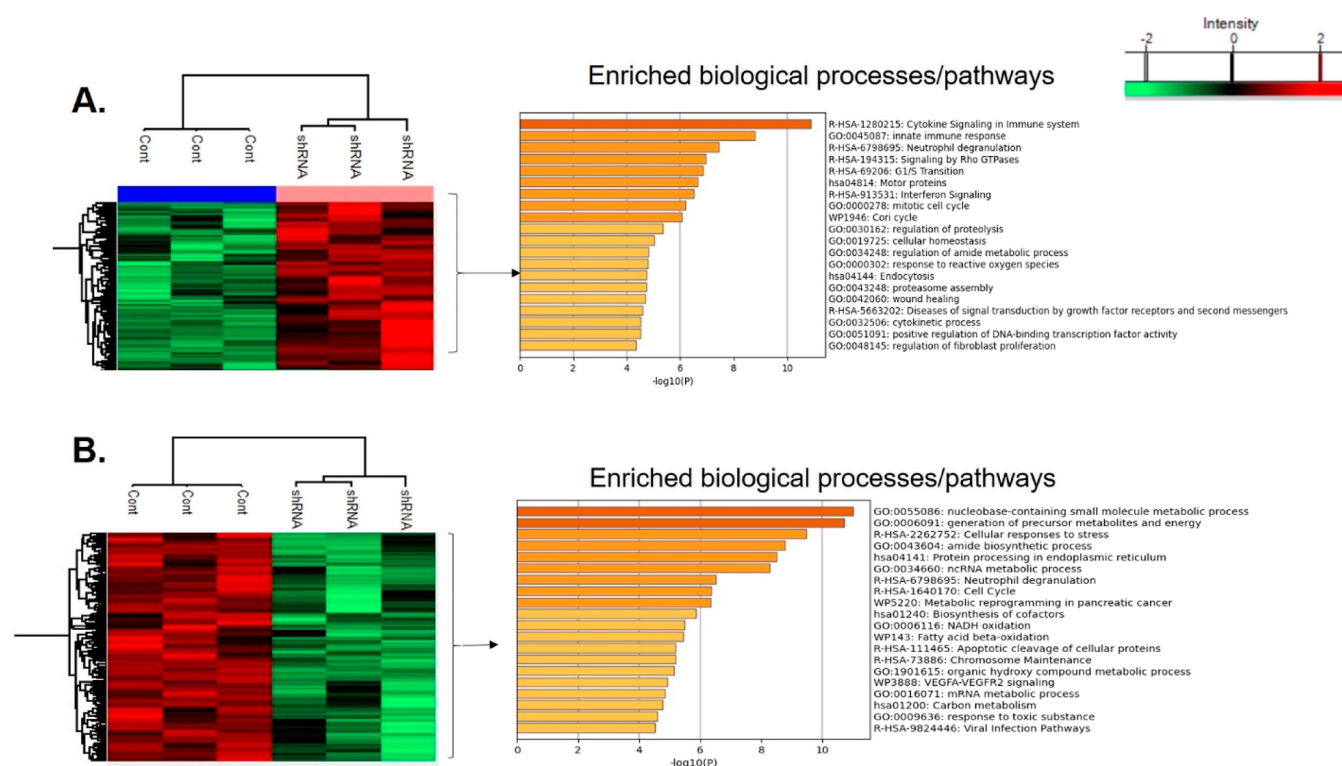 Intensity
-2 0 2
A.
Enriched biological processes/pathways
Cont
Cont
Cont
shRNA
shRNA
shRNA
R-HSA-1280215: Cytokine Signaling in Immune system
GO:0045087: innate immune response
R-HSA-6798695: Neutrophil degranulation
R-HSA-194315: Signaling by Rho GTPases
R-HSA-69206: G1/S Transition
hsa04814: Motor proteins
R-HSA-913531: Interferon Signaling
GO:0000278: mitotic cell cycle
WP1946: Cori cycle
GO:0030162: regulation of proteolysis
GO:0019725: cellular homeostasis
GO:0034248: regulation of amide metabolic process
GO:0000302: response to reactive oxygen species
hsa04144: Endocytosis
GO:0043248: proteasome assembly
GO:0042060: wound healing
R-HSA-5663202: Diseases of signal transduction by growth factor receptors and second messengers
GO:0032506: cytokinetic process
GO:0051091: positive regulation of DNA-binding transcription factor activity
GO:0048145: regulation of fibroblast proliferation
0 2 4 6 8 10
-log10(P)
B.
Enriched biological processes/pathways
Cont
Cont
Cont
shRNA
shRNA
shRNA
GO:0055086: nucleobase-containing small molecule metabolic process
GO:0006091: generation of precursor metabolites and energy
R-HSA-2262752: Cellular responses to stress
GO:0043604: amide biosynthetic process
hsa04141: Protein processing in endoplasmic reticulum
GO:0034660: ncRNA metabolic process
R-HSA-6798695: Neutrophil degranulation
R-HSA-1640170: Cell Cycle
WP5220: Metabolic reprogramming in pancreatic cancer
hsa01240: Biosynthesis of cofactors
GO:0006116: NADH oxidation
WP143: Fatty acid beta-oxidation
R-HSA-111465: Apoptotic cleavage of cellular proteins
R-HSA-73886: Chromosome Maintenance
GO:1901615: organic hydroxy compound metabolic process
WP3888: VEGFA-VEGFR2 signaling
GO:0016071: mRNA metabolic process
hsa01200: Carbon metabolism
GO:0009636: response to toxic substance
R-HSA-9824446: Viral Infection Pathways
0 2 4 6 8 10
-log10(P)